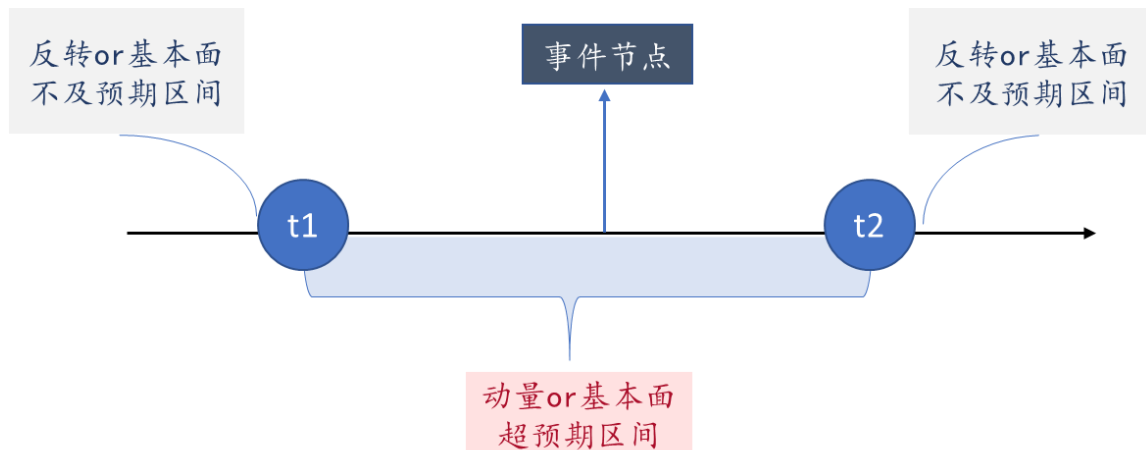 反转or基本面
不及预期区间
事件节点
反转or基本面
不及预期区间
t1
t2
动量or基本面
超预期区间